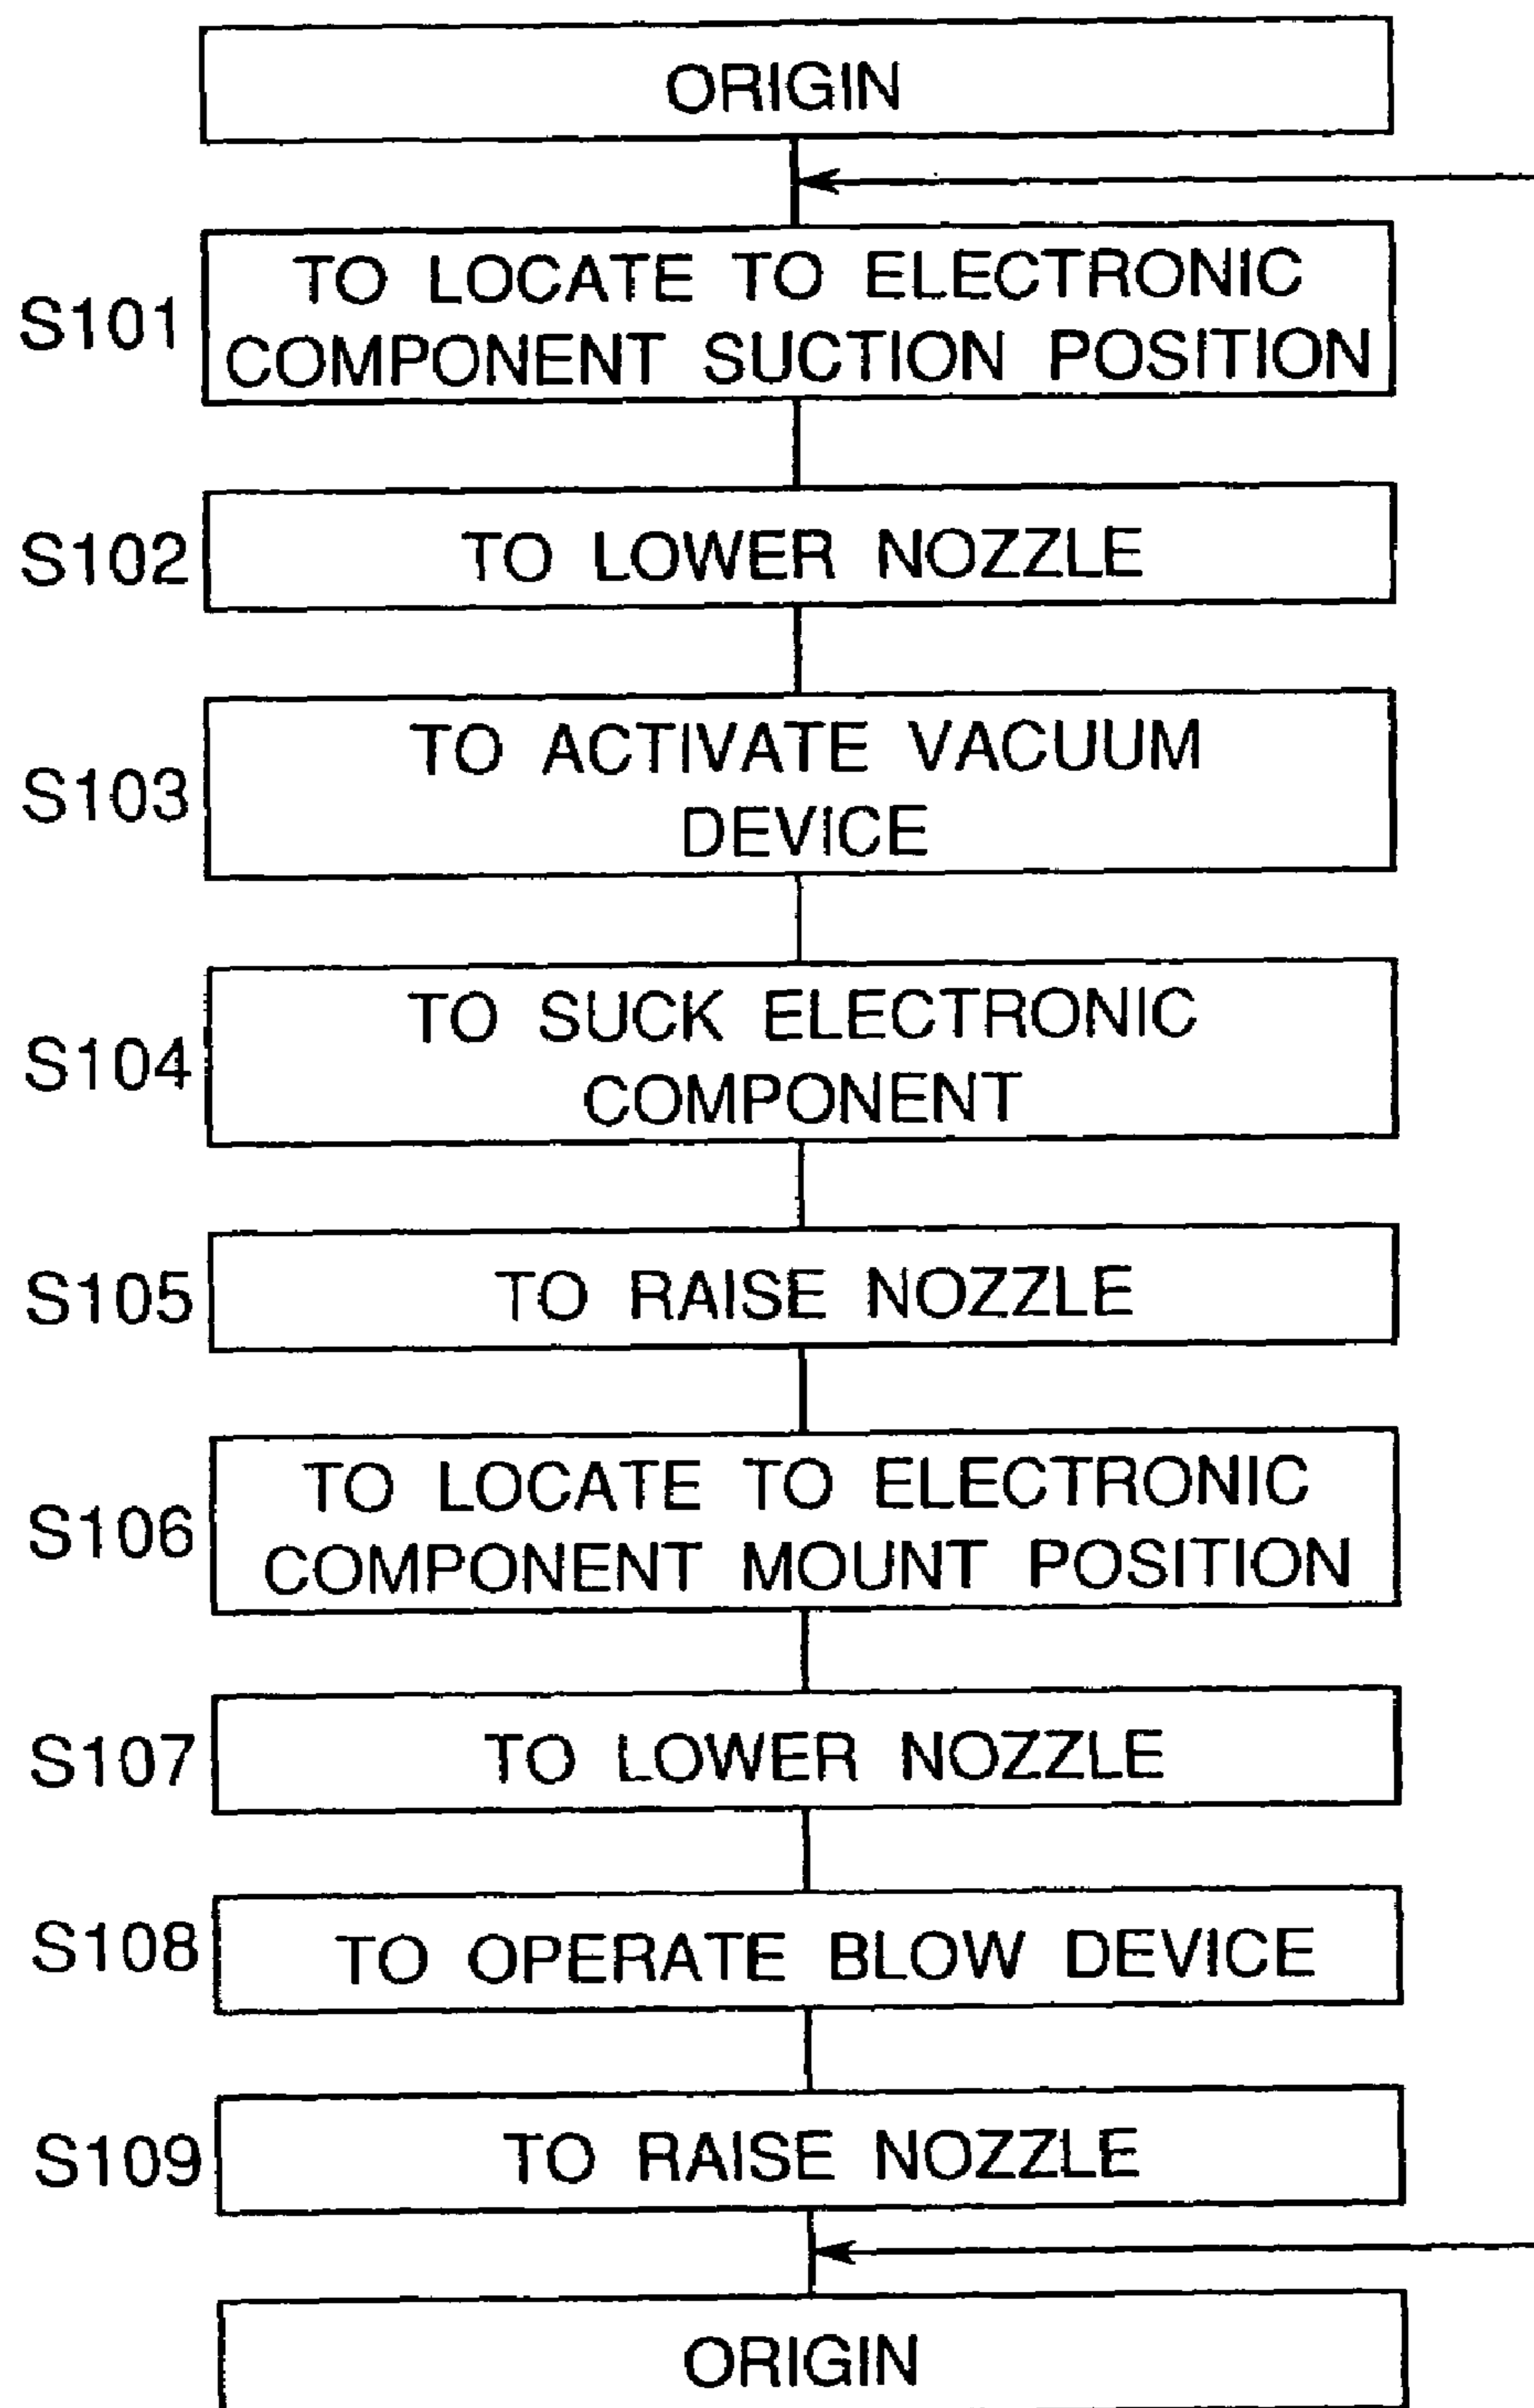 ORIGIN
S101
TO LOCATE TO ELECTRONIC
COMPONENT SUCTION POSITION
S102
TO LOWER NOZZLE
S103
TO ACTIVATE VACUUM
DEVICE
S104
TO SUCK ELECTRONIC
COMPONENT
S105
TO RAISE NOZZLE
S106
TO LOCATE TO ELECTRONIC
COMPONENT MOUNT POSITION
S107
TO LOWER NOZZLE
S108
TO OPERATE BLOW DEVICE
S109
TO RAISE NOZZLE
ORIGIN